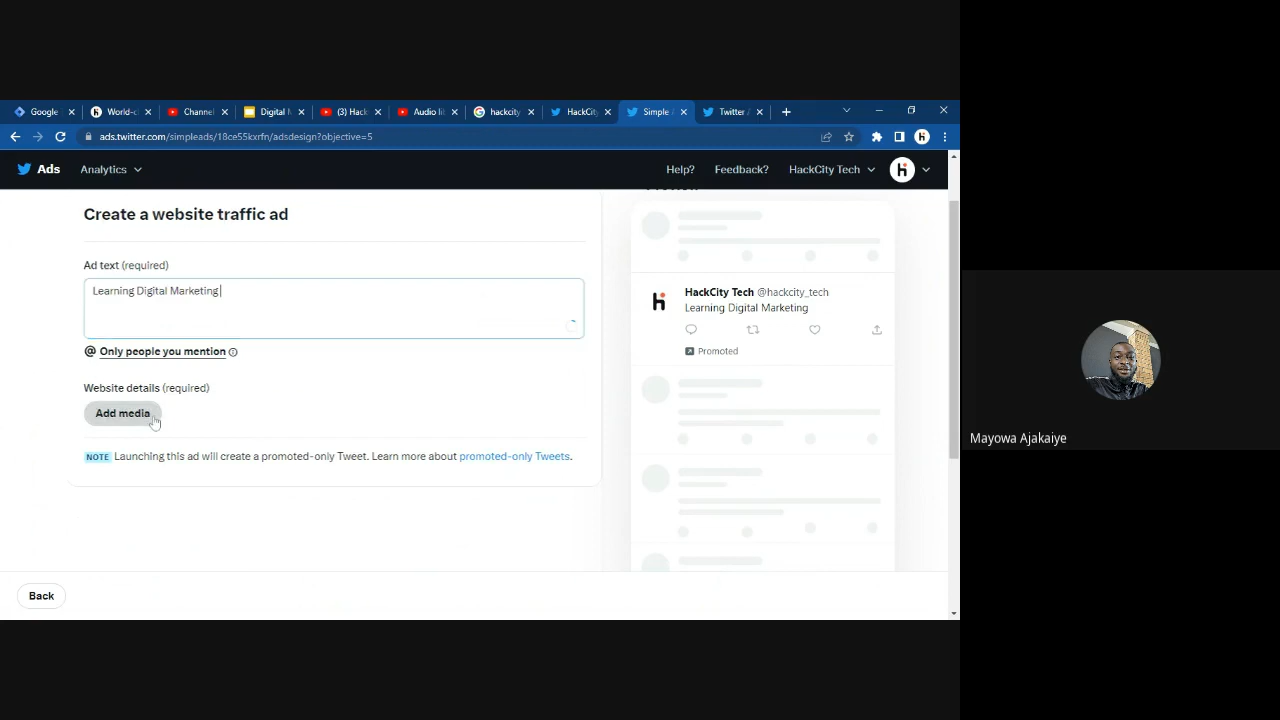 Google
World-c
Channel
Digital M
(3) Hack
Audio lib
hackcity
HackCity
Simple A
Twitter A
ads.twitter.com/simpleads/18ce55kxrfn/adsdesign?objective=5
Ads
Analytics
Help?
Feedback?
HackCity Tech
Create a website traffic ad
Ad text (required)
Learning Digital Marketing
@ Only people you mention
Website details (required)
Add media
NOTE Launching this ad will create a promoted-only Tweet. Learn more about promoted-only Tweets.
HackCity Tech @hackcity_tech
Learning Digital Marketing
Promoted
Back
Mayowa Ajakaiye